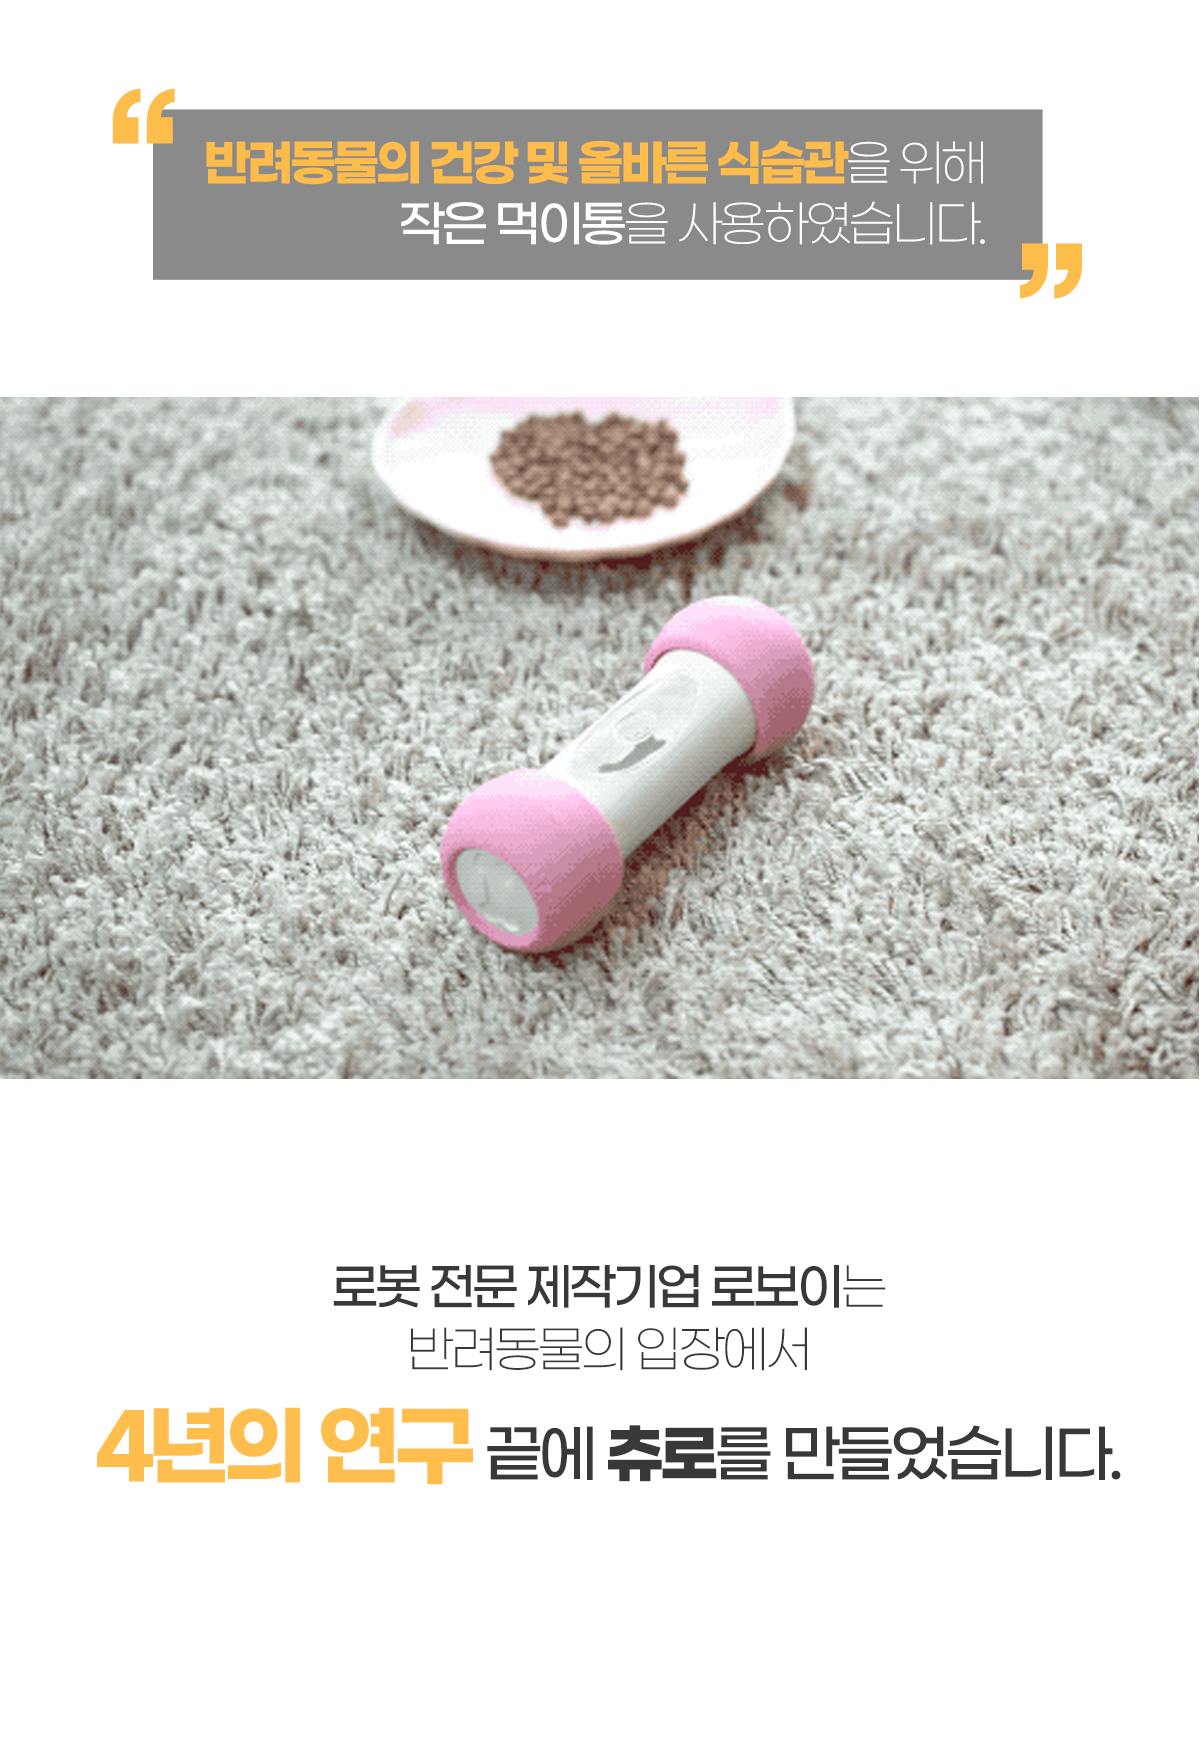 “반려동물의 건강 및 올바른 식습관을 위해
작은 먹이통을 사용하였습니다.”
로봇 전문 제작기업 로보이는
반려동물의 입장에서
4년의 연구 끝에 츄로를 만들었습니다.